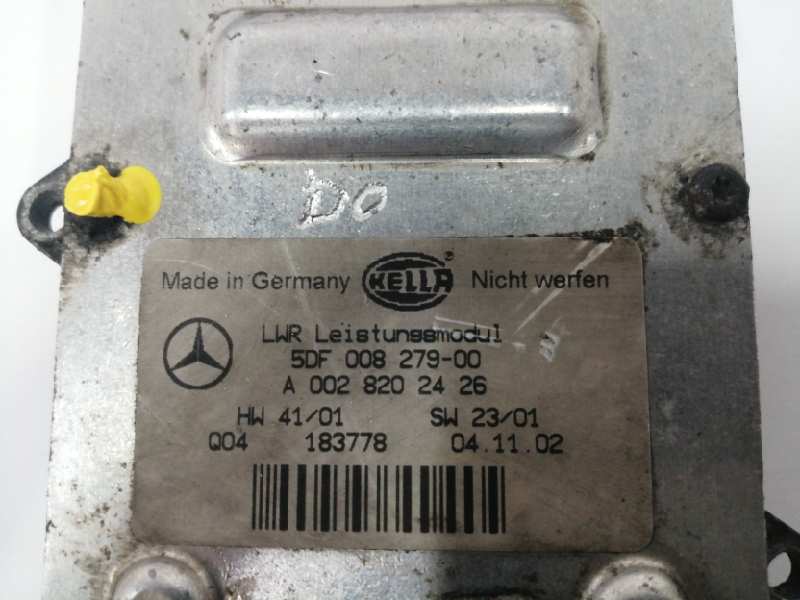 DO
Made in Germany HELLA ® Nicht werfen
LWR Leistungsmodul
5DF 008 279-00
A 002 820 24 26
HW 41/01 SW 23/01
Q04 183778 04.11.02